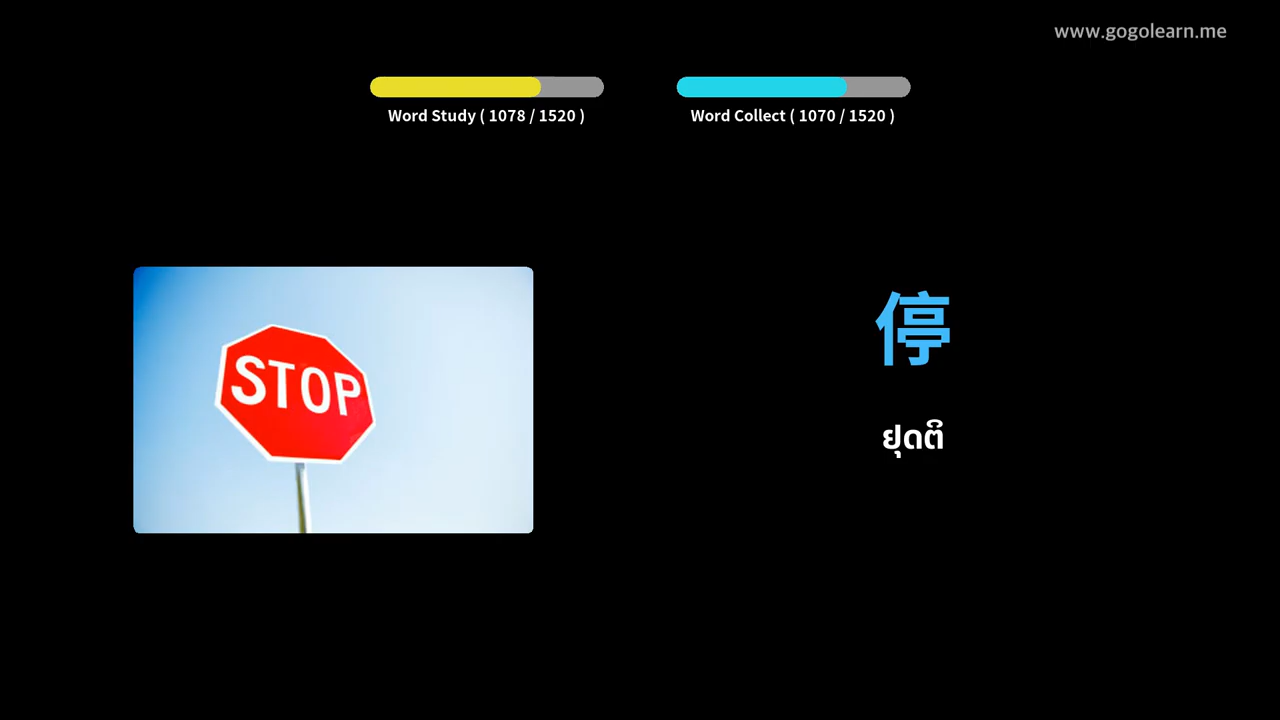 www.gogolearn.me
Word Study ( 1078 / 1520 )
Word Collect ( 1070 / 1520 )
STOP
停
ຢຸດຕິ